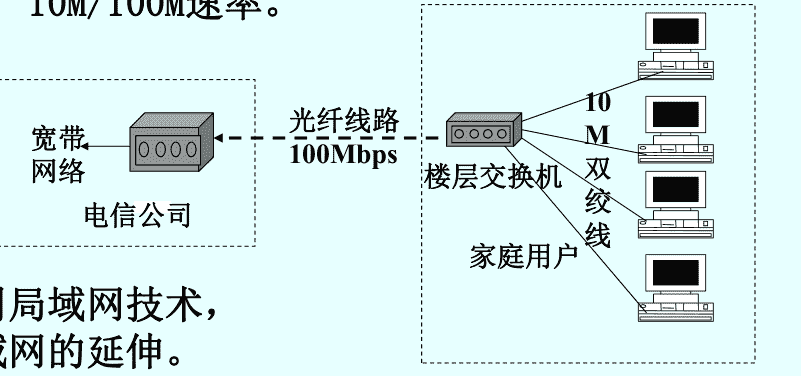 10M/100M速率。
宽带
网络
电信公司
光纤线路
100Mbps
楼层交换机
10
M
双
绞
线
家庭用户
局域网技术，
网的延伸。